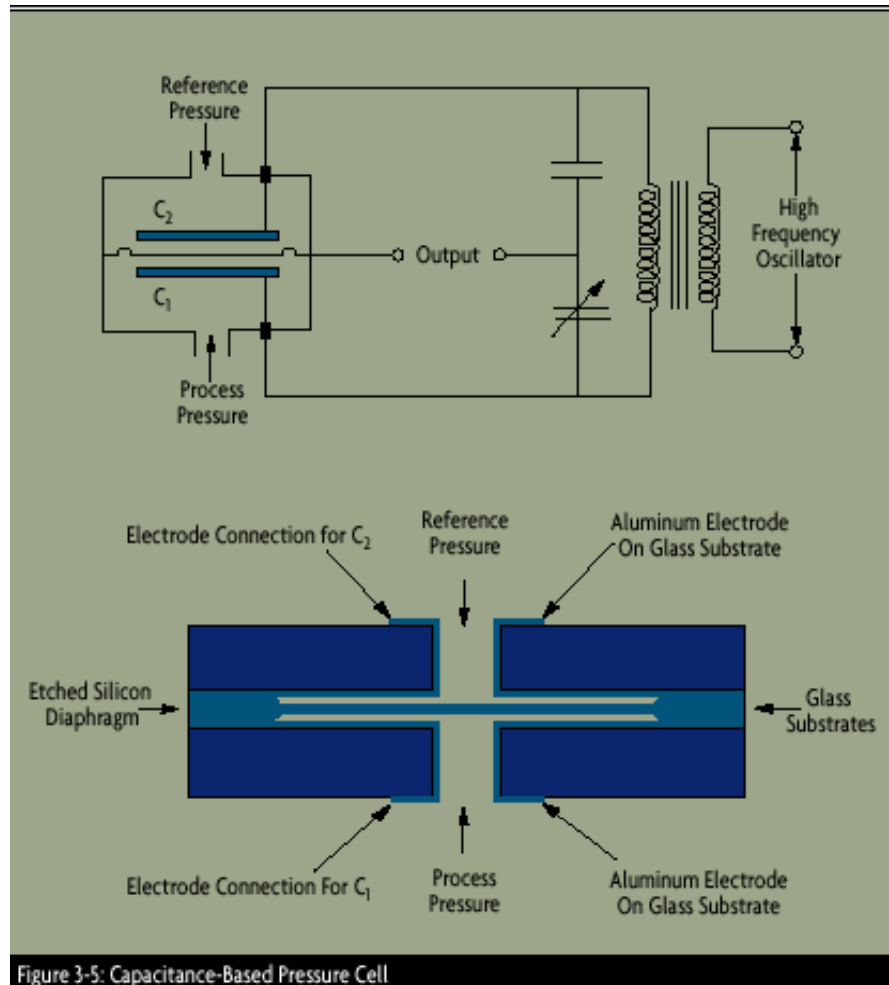 Reference
Pressure
C2
C1
Output
High
Frequency
Oscillator
Process
Pressure
Electrode Connection for C2
Reference
Pressure
Aluminum Electrode
On Glass Substrate
Etched Silicon
Diaphragm
Glass
Substrates
Electrode Connection For C1
Process
Pressure
Aluminum Electrode
On Glass Substrate
Figure 3-5: Capacitance-Based Pressure Cell